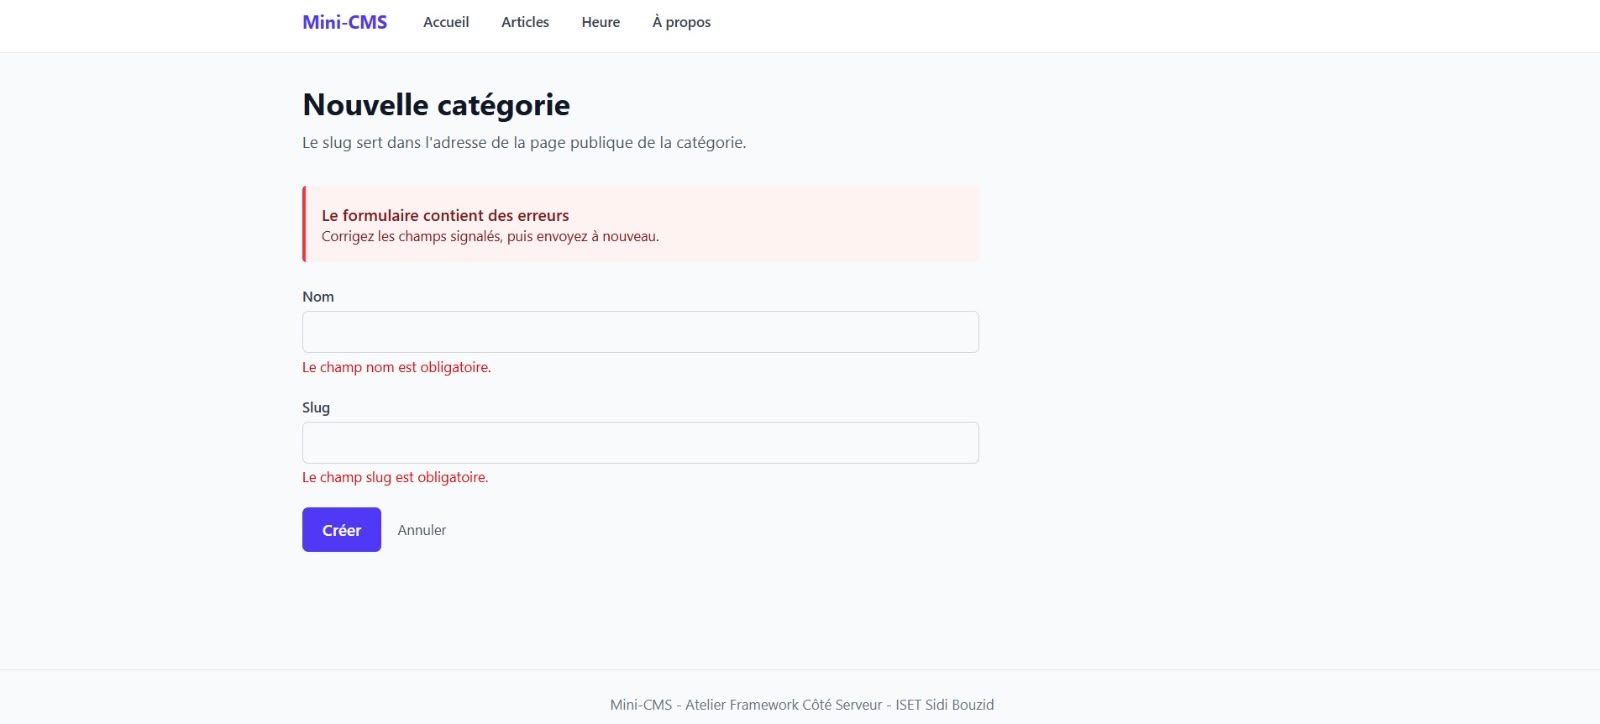 Mini-CMS Accueil Articles Heure À propos
Nouvelle catégorie
Le slug sert dans l'adresse de la page publique de la catégorie.
Le formulaire contient des erreurs
Corrigez les champs signalés, puis envoyez à nouveau.
Nom
Le champ nom est obligatoire.
Slug
Le champ slug est obligatoire.
Créer Annuler
Mini-CMS - Atelier Framework Côté Serveur - ISET Sidi Bouzid